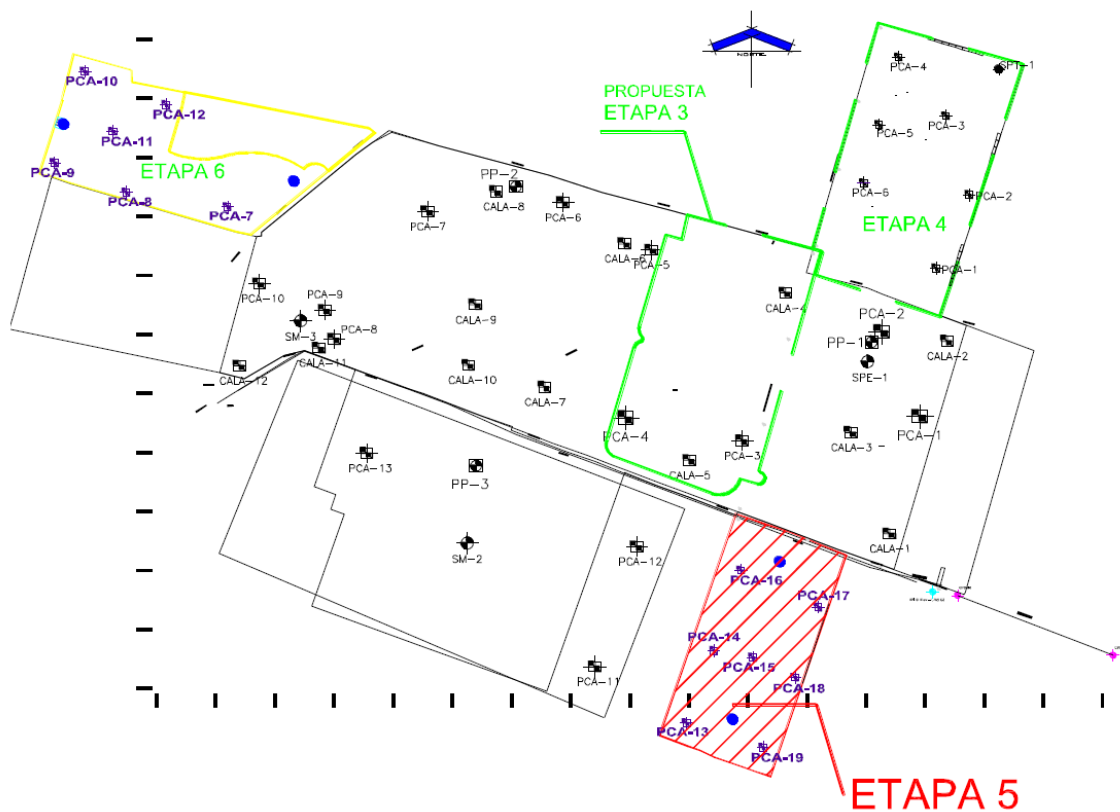 NORTE
PCA-10
PCA-12
PCA-11
PCA-9
ETAPA 6
PCA-8
PCA-7
PROPUESTA
ETAPA 3
PCA-4
SPT-1
PCA-5
PCA-3
PCA-6
PCA-2
ETAPA 4
PCA-1
PP-2
CALA-8
PCA-6
PCA-7
CALA-6
PCA-5
PCA-10
PCA-9
CALA-9
CALA-4
SM-3
PCA-8
CALA-11
CALA-12
CALA-10
CALA-7
PCA-2
PP-1
CALA-2
SPE-1
PCA-4
PCA-3
CALA-5
CALA-3
PCA-1
PCA-13
PP-3
SM-2
PCA-12
PCA-11
CALA-1
PCA-16
PCA-17
PCA-14
PCA-15
PCA-18
PCA-13
PCA-19
ETAPA 5